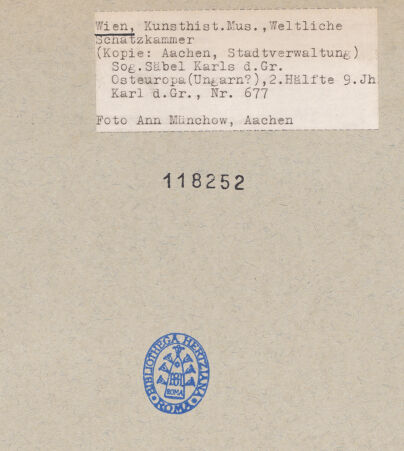 Wien, Kunsthist.Mus.,Weltliche
Schatzkammer
(Kopie: Aachen, Stadtverwaltung)
Sog.Säbel Karls d.Gr.
Osteuropa(Ungarn?),2.Hälfte 9.Jh
Karl d.Gr., Nr. 677
Foto Ann Münchow, Aachen
118252
BIBLIOTHECA HERTZIANA
ROMA
ROMA